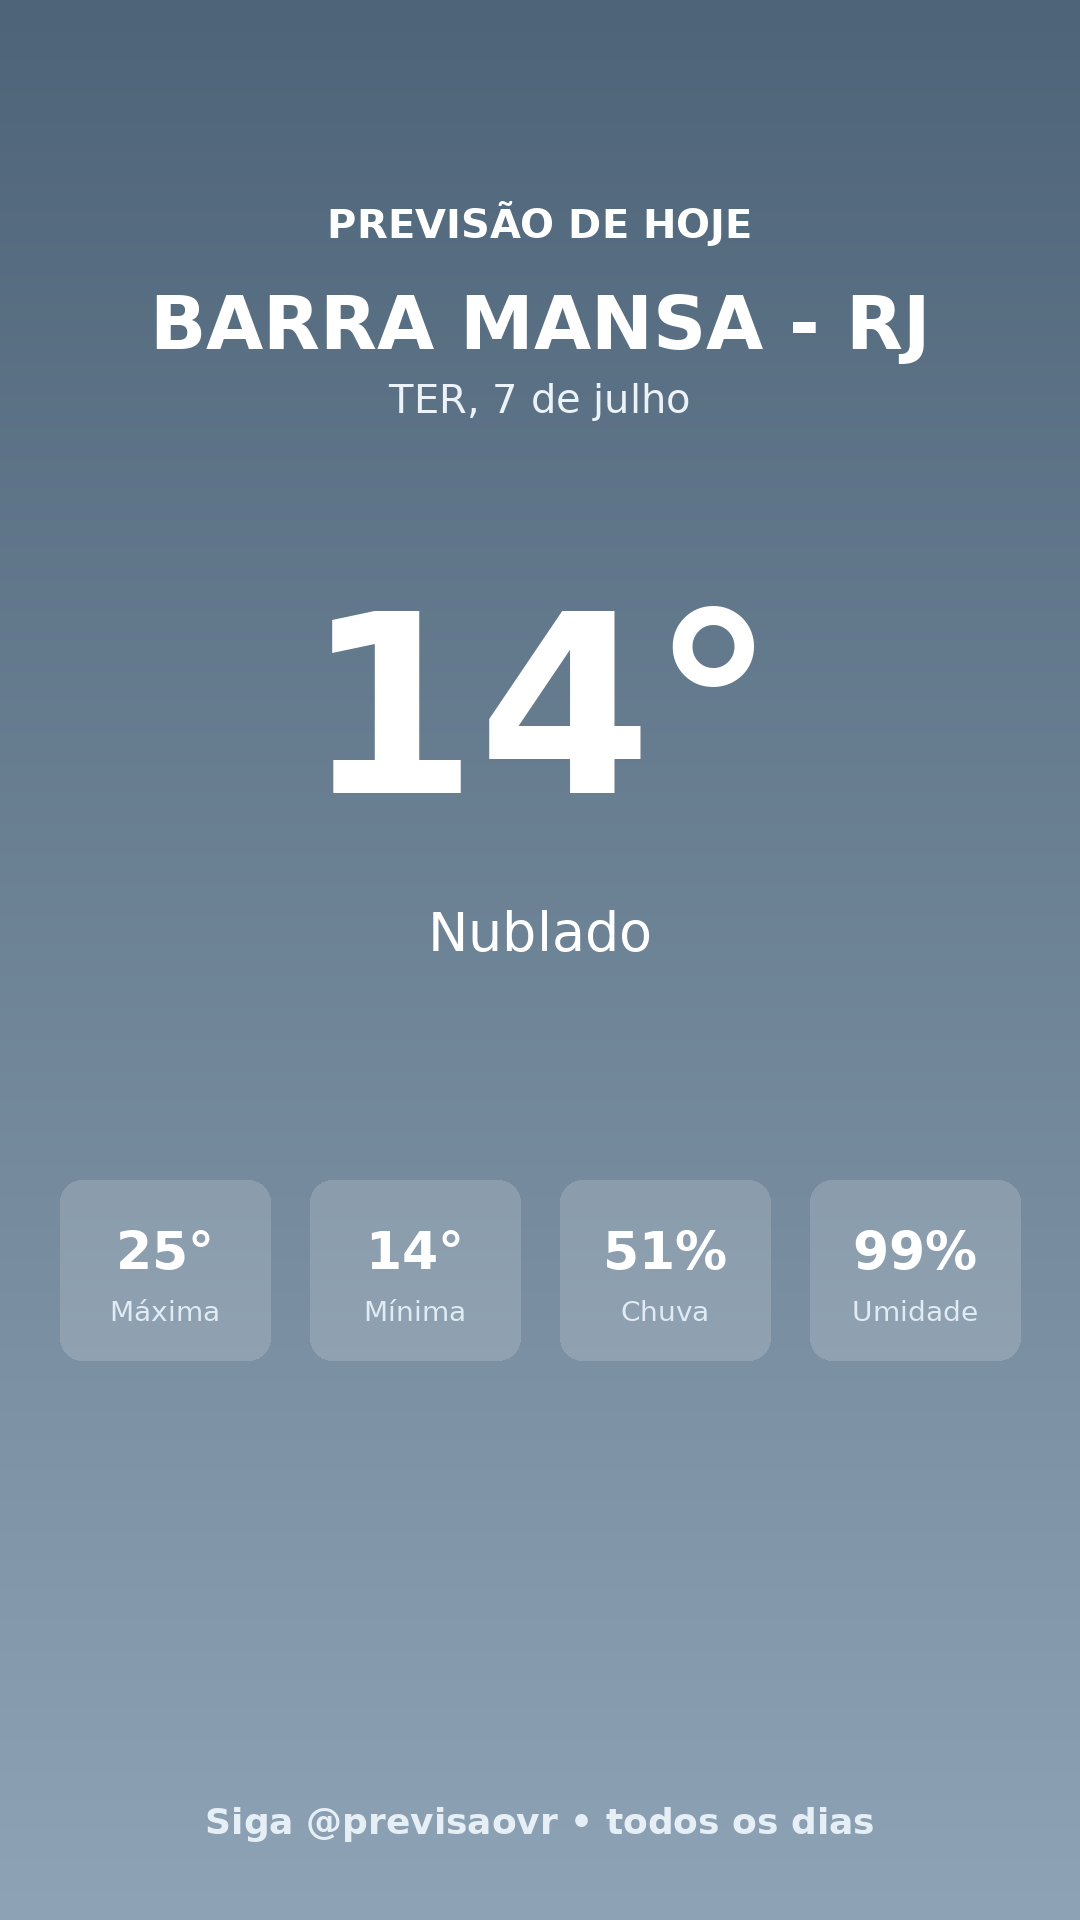 PREVISÃO DE HOJE
BARRA MANSA - RJ
TER, 7 de julho
14°
Nublado
25° 14° 51% 99%
Máxima Mínima Chuva Umidade
Siga @previsaovr • todos os dias